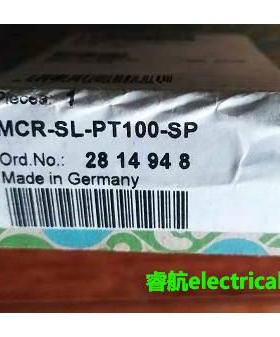 Pieces: 1
MCR-SL-PT100-SP
Ord.No.: 28 14 94 8
Made in Germany
睿航electrical